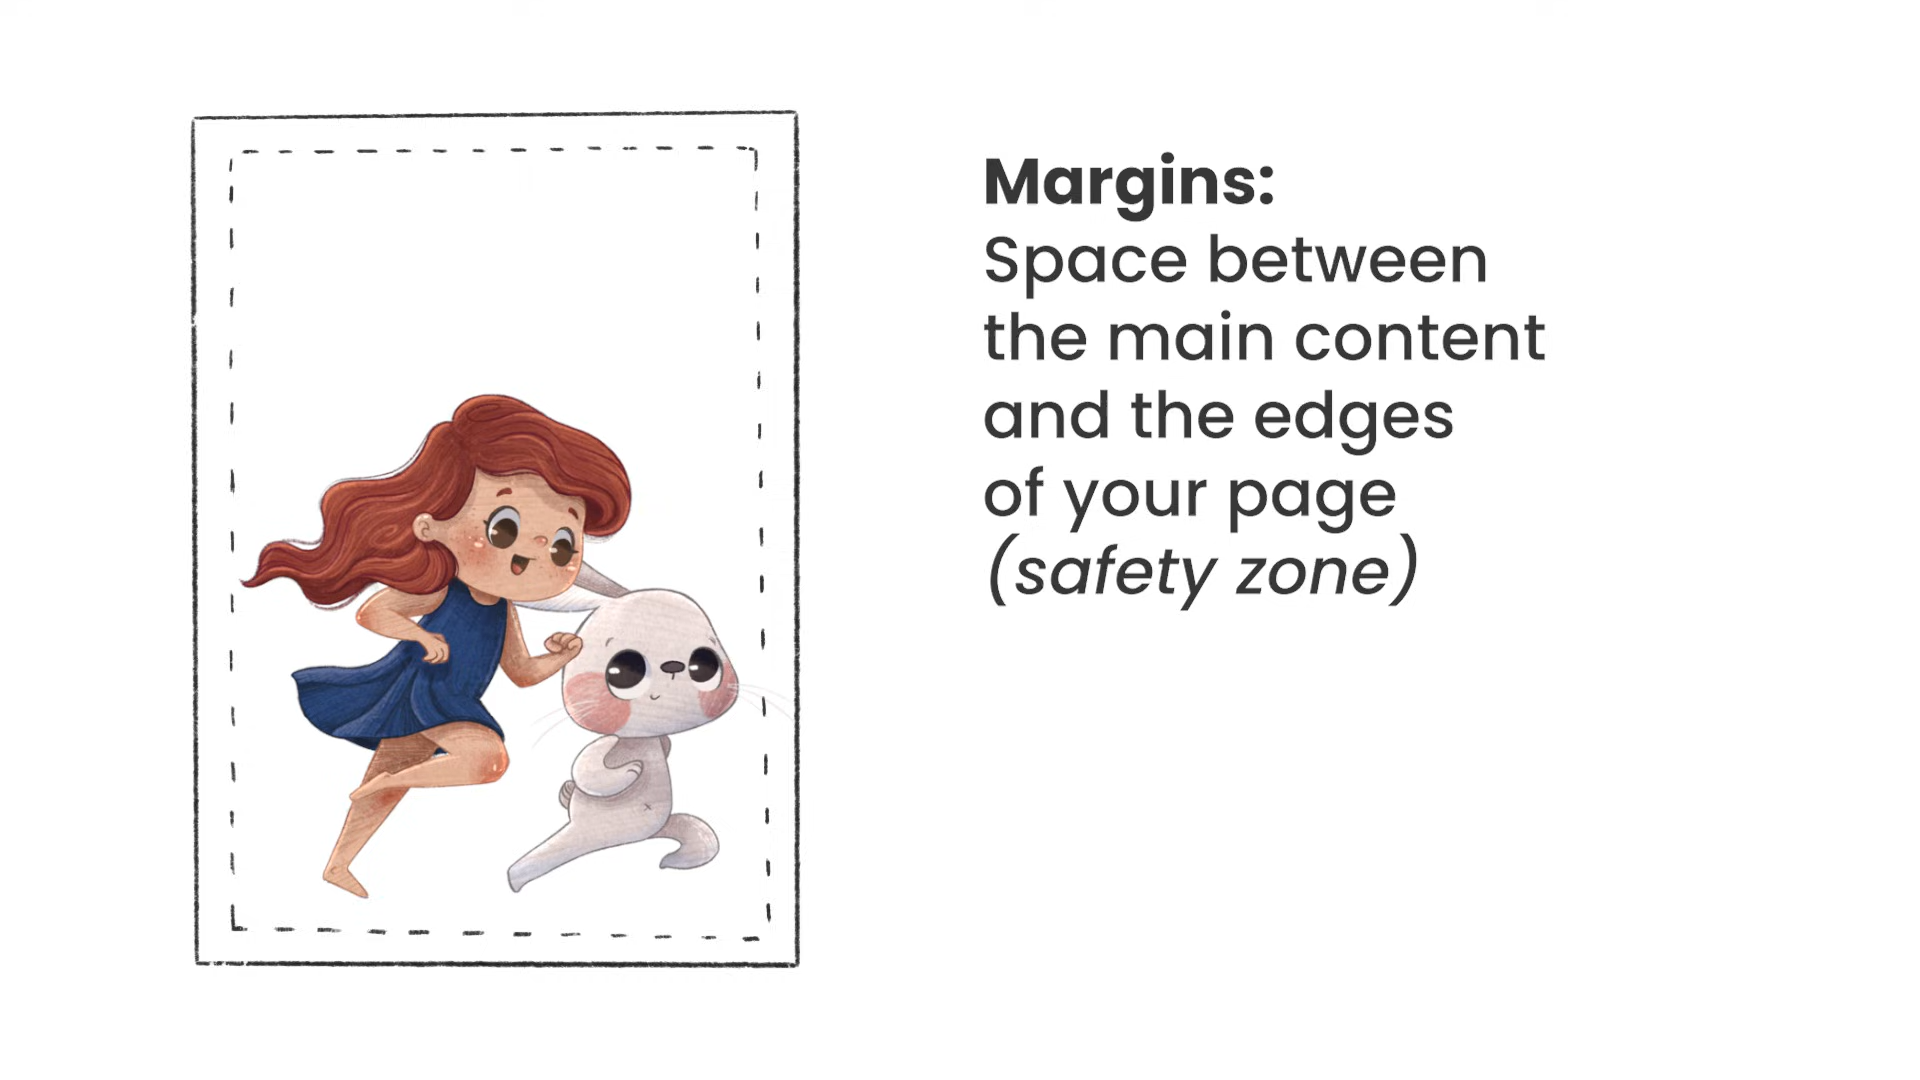 Margins:
Space between
the main content
and the edges
of your page
(safety zone)